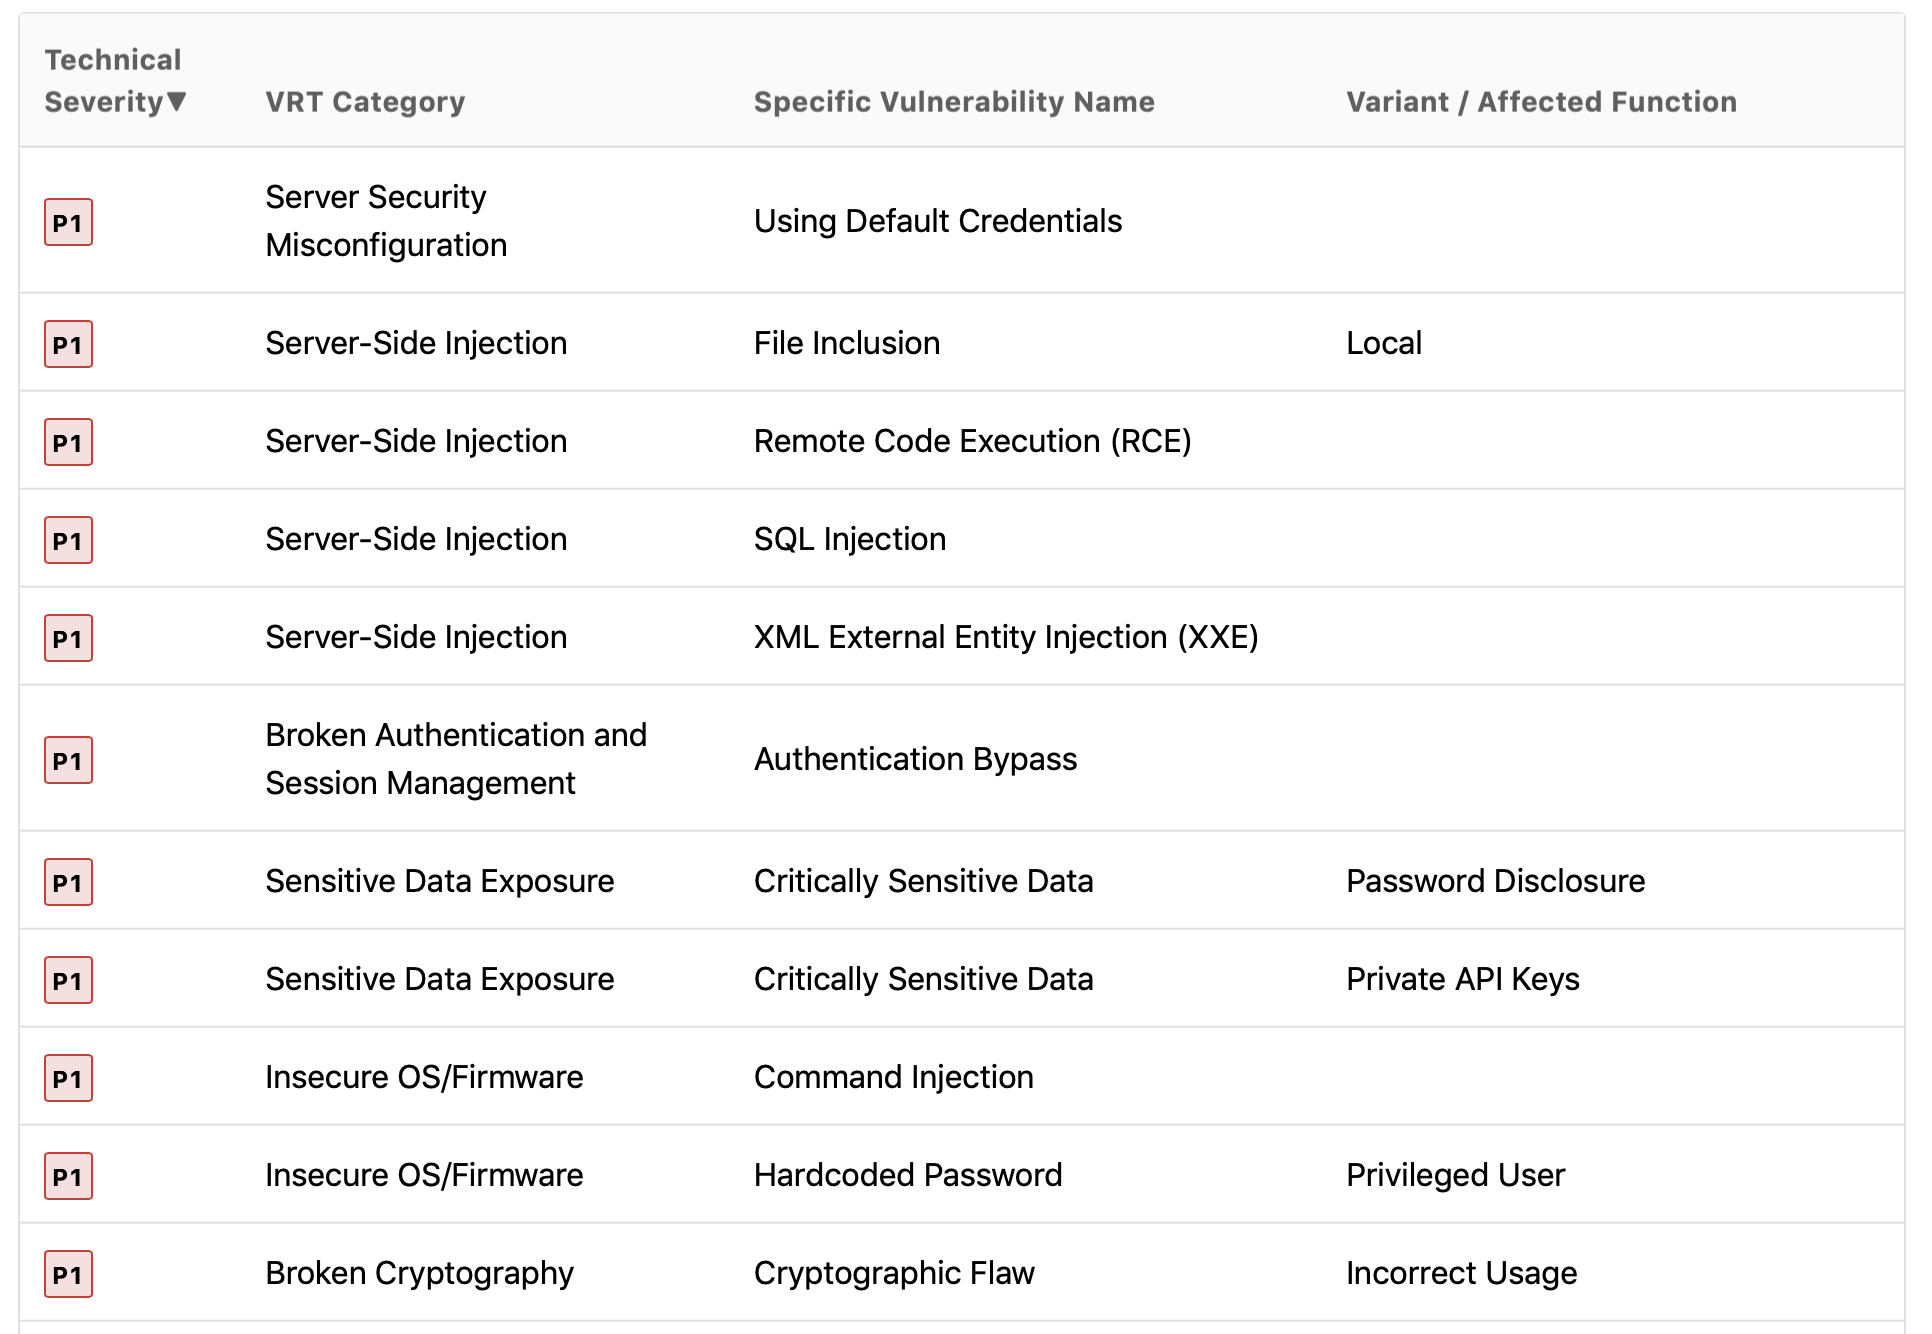 Technical
Severity▼ VRT Category Specific Vulnerability Name Variant / Affected Function
P1 Server Security
Misconfiguration Using Default Credentials
P1 Server-Side Injection File Inclusion Local
P1 Server-Side Injection Remote Code Execution (RCE)
P1 Server-Side Injection SQL Injection
P1 Server-Side Injection XML External Entity Injection (XXE)
P1 Broken Authentication and
Session Management Authentication Bypass
P1 Sensitive Data Exposure Critically Sensitive Data Password Disclosure
P1 Sensitive Data Exposure Critically Sensitive Data Private API Keys
P1 Insecure OS/Firmware Command Injection
P1 Insecure OS/Firmware Hardcoded Password Privileged User
P1 Broken Cryptography Cryptographic Flaw Incorrect Usage